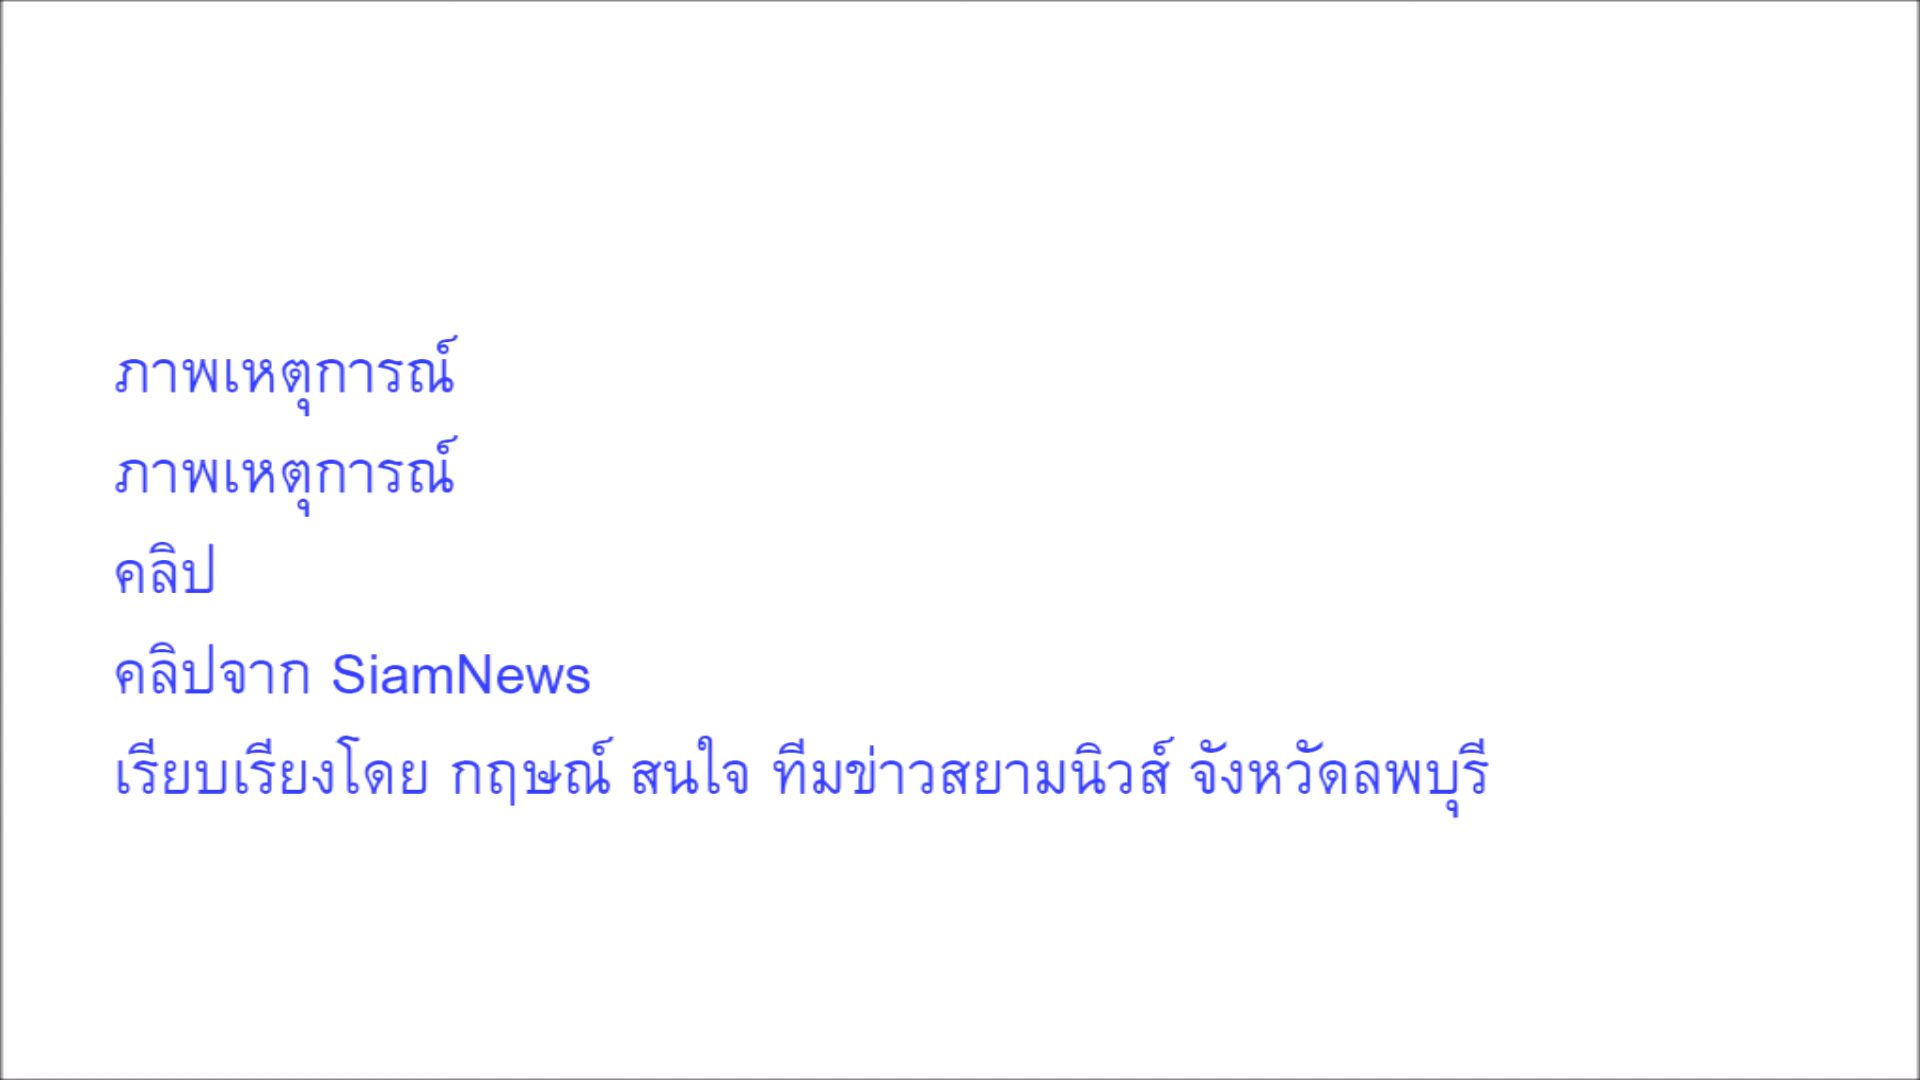 ภาพเหตุการณ์
ภาพเหตุการณ์
คลิป
คลิปจาก SiamNews
เรียบเรียงโดย กฤษณ์ สนใจ ทีมข่าวสยามนิวส์ จังหวัดลพบุรี